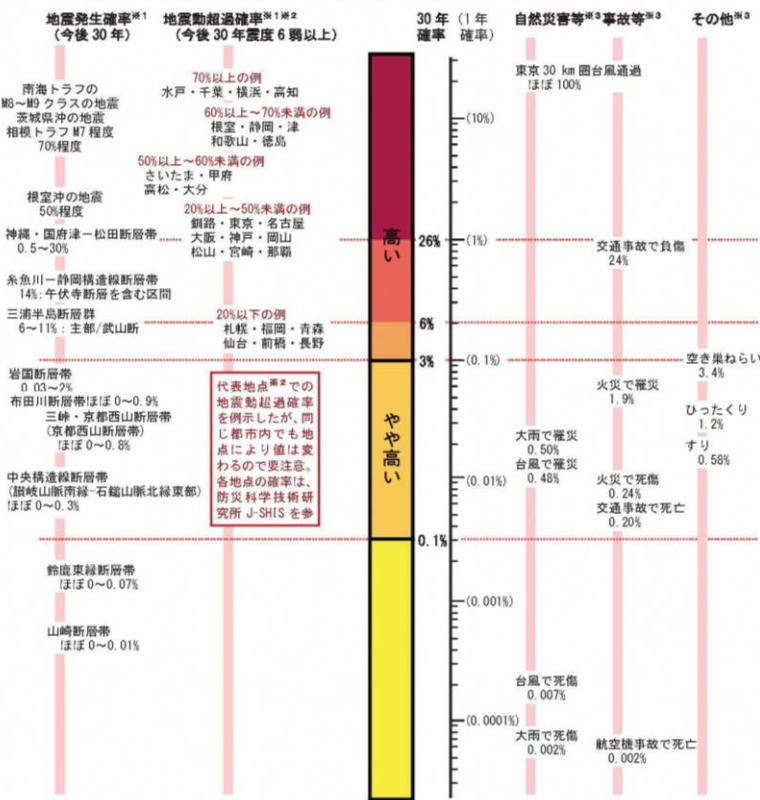 地震発生確率※1
(今後30年)
地震動超過確率※1※2
(今後30年震度6弱以上)
30年
確率
(1年
確率)
自然災害等※3
事故等※3
その他※3
南海トラフの
M8～M9クラスの地震
茨城県沖の地震
相模トラフM7程度
70%程度
根室沖の地震
50%程度
神縄・国府津－松田断層帯
0.5～30%
糸魚川－静岡構造線断層帯
14%:牛伏寺断層を含む区間
三浦半島断層群
6～11%：主部/武山断
岩国断層帯
0.03～2%
布田川断層帯ほぼ0～0.9%
三峠・京都西山断層帯
(京都西山断層帯)
ほぼ0～0.8%
中央構造線断層帯
(讃岐山脈南縁-石鎚山脈北縁東部)
ほぼ0～0.3%
鈴鹿東縁断層帯
ほぼ0～0.07%
山崎断層帯
ほぼ0～0.01%
70%以上の例
水戸・千葉・横浜・高知
60%以上～70%未満の例
根室・静岡・津
和歌山・徳島
50%以上～60%未満の例
さいたま・甲府
高松・大分
20%以上～50%未満の例
釧路・東京・名古屋
大阪・神戸・岡山
松山・宮崎・那覇
20%以下の例
札幌・福岡・青森
仙台・前橋・長野
代表地点※2での
地震動超過確率
を例示したが、同
じ都市内でも地
点により値は変
わるので要注意。
各地点の確率は、
防災科学技術研
究所J-SHISを参
高い
やや高い
26%
6%
3%
0.1%
(10%)
(1%)
(0.1%)
(0.01%)
(0.001%)
(0.0001%)
東京30km圏台風通過
ほぼ100%
大雨で罹災
0.50%
台風で罹災
0.48%
台風で死傷
0.007%
大雨で死傷
0.002%
交通事故で負傷
24%
火災で罹災
1.9%
火災で死傷
0.24%
交通事故で死亡
0.20%
航空機事故で死亡
0.002%
空き巣ねらい
3.4%
ひったくり
1.2%
すり
0.58%